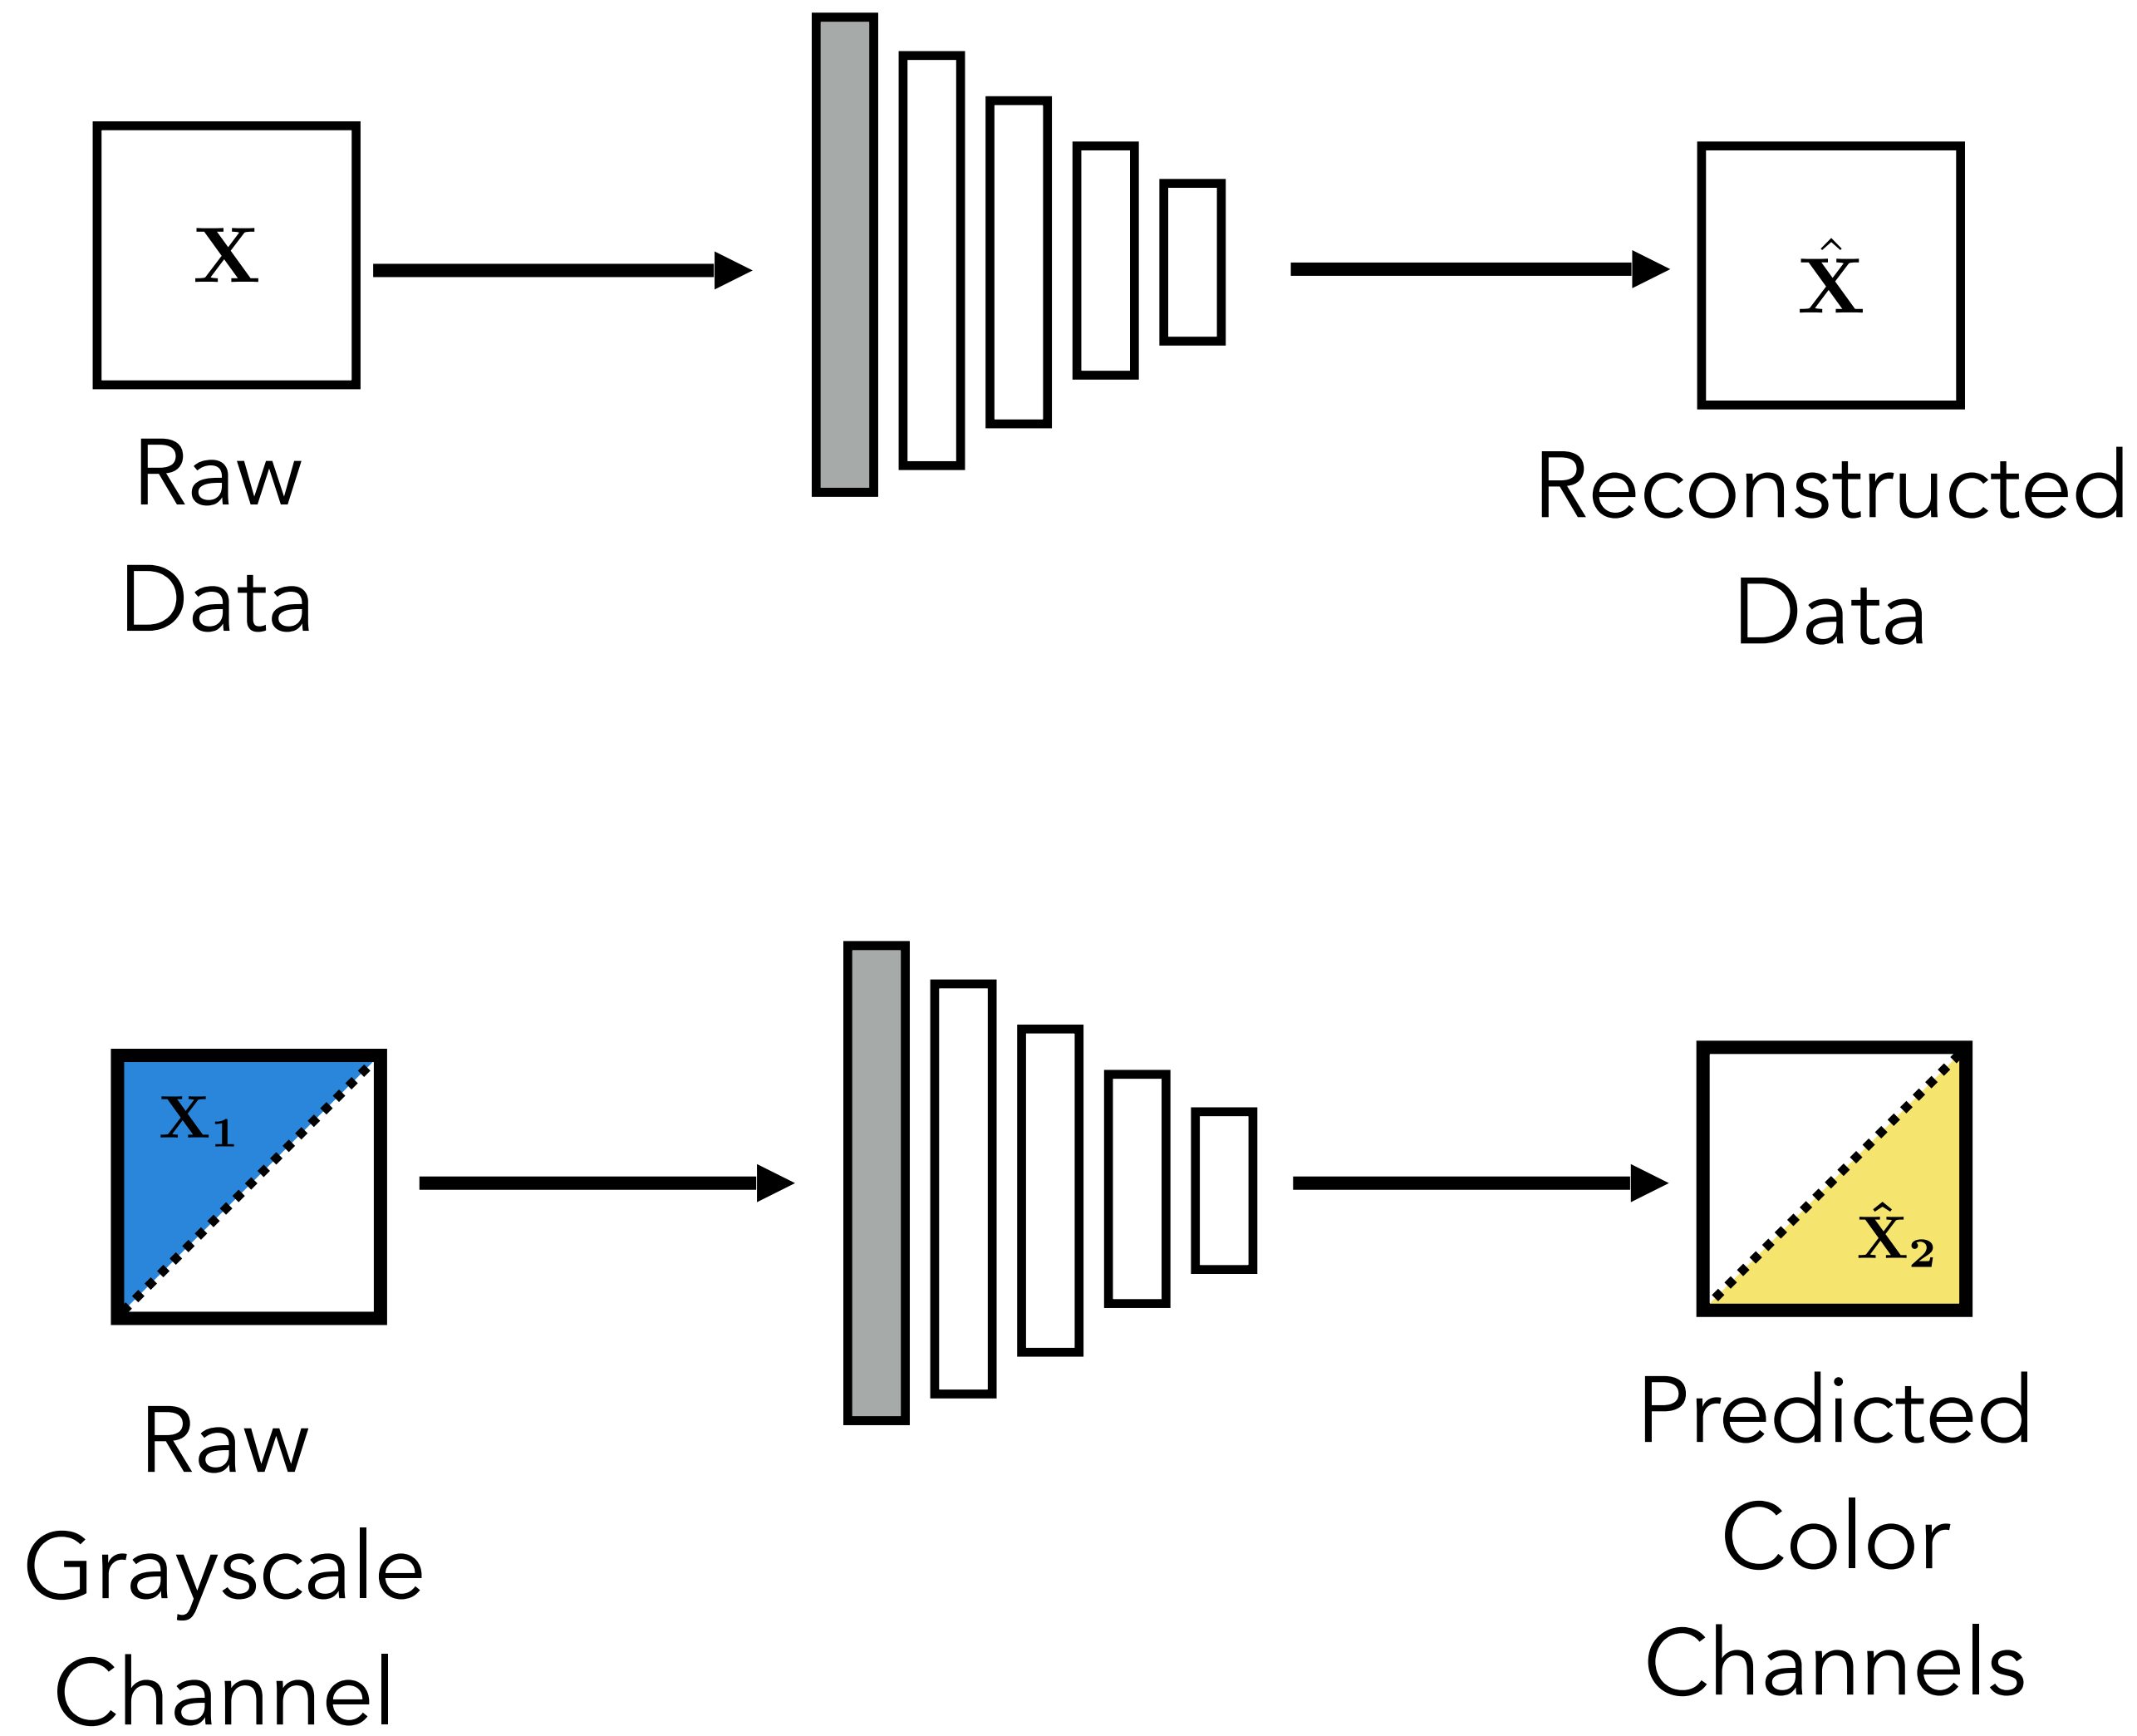 x
Raw
Data
x̂
Reconstructed
Data
x₁
Raw
Grayscale
Channel
x̂₂
Predicted
Color
Channels